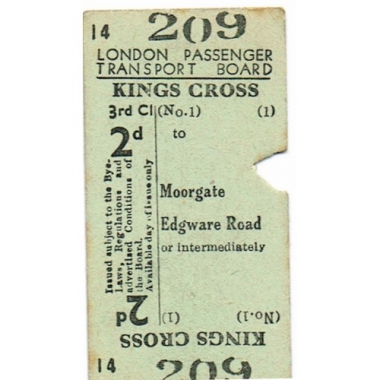 14 209
LONDON PASSENGER
TRANSPORT BOARD
KINGS CROSS
3rd Cl (No.1) (1)
2d to
Issued subject to the Bye-
Laws, Regulations and
advertised Conditions of
the Board.
Available day of issue only
Moorgate
Edgware Road
or intermediately
2d (1) (No.1)
KINGS CROSS
14 209